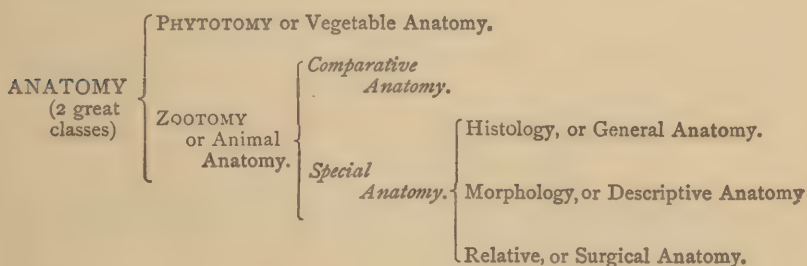 PHYTOTOMY or Vegetable Anatomy.
ANATOMY
(2 great
classes)
ZOOTOMY
or Animal
Anatomy.
Comparative
Anatomy.
Special
Anatomy.
Histology, or General Anatomy.
Morphology, or Descriptive Anatomy
Relative, or Surgical Anatomy.